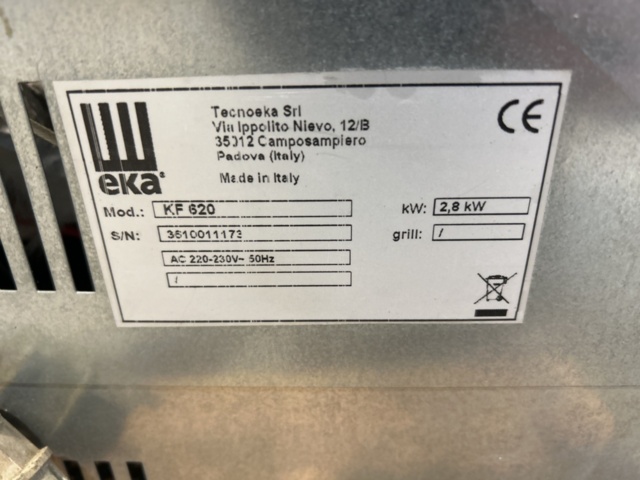 Tecnoeka Srl
Via Ippolito Nievo, 12/B
35012 Camposampiero
Padova (Italy)
Made in Italy
CE
eka
Mod.: KF 620
kW: 2,8 kW
S/N: 3610011173
grill: /
AC 220-230V~ 50Hz
/